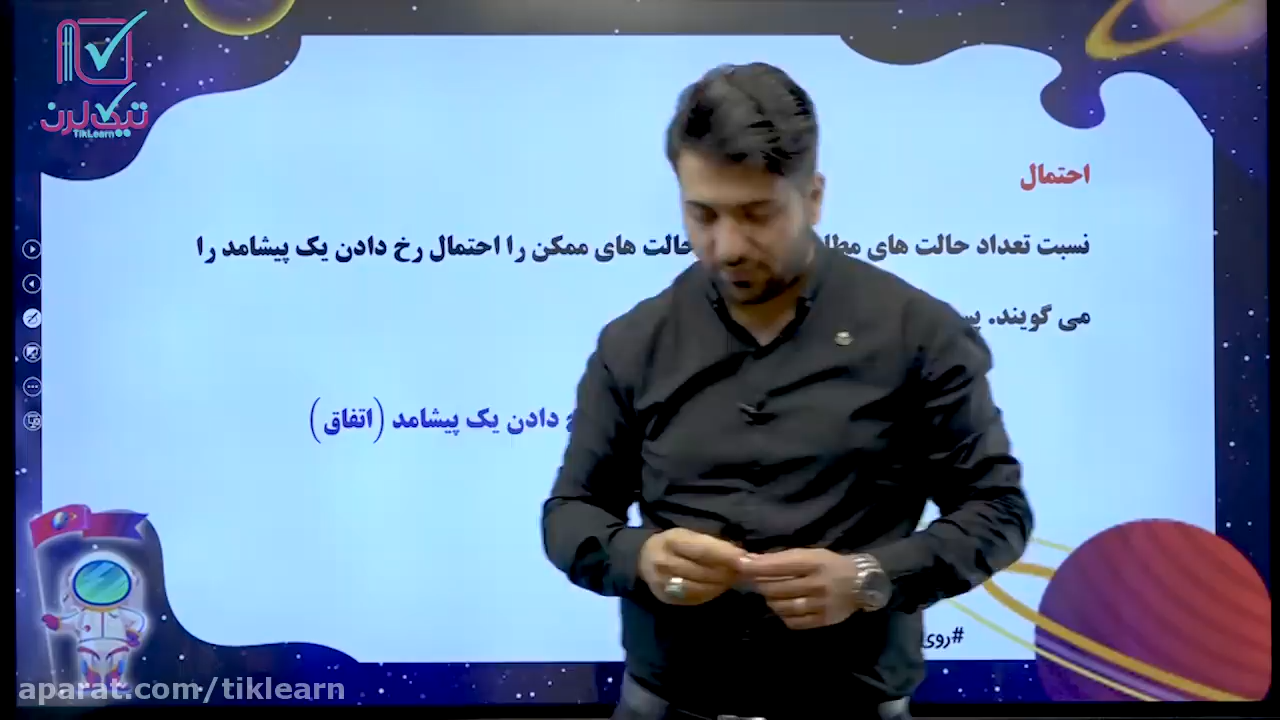 تیک لرن
TikLearn
احتمال
نسبت تعداد حالت های حالت های ممکن را احتمال رخ دادن یک پیشامد را
می گویند.
دادن یک پیشامد (اتفاق)
#روی
aparat.com/tiklearn